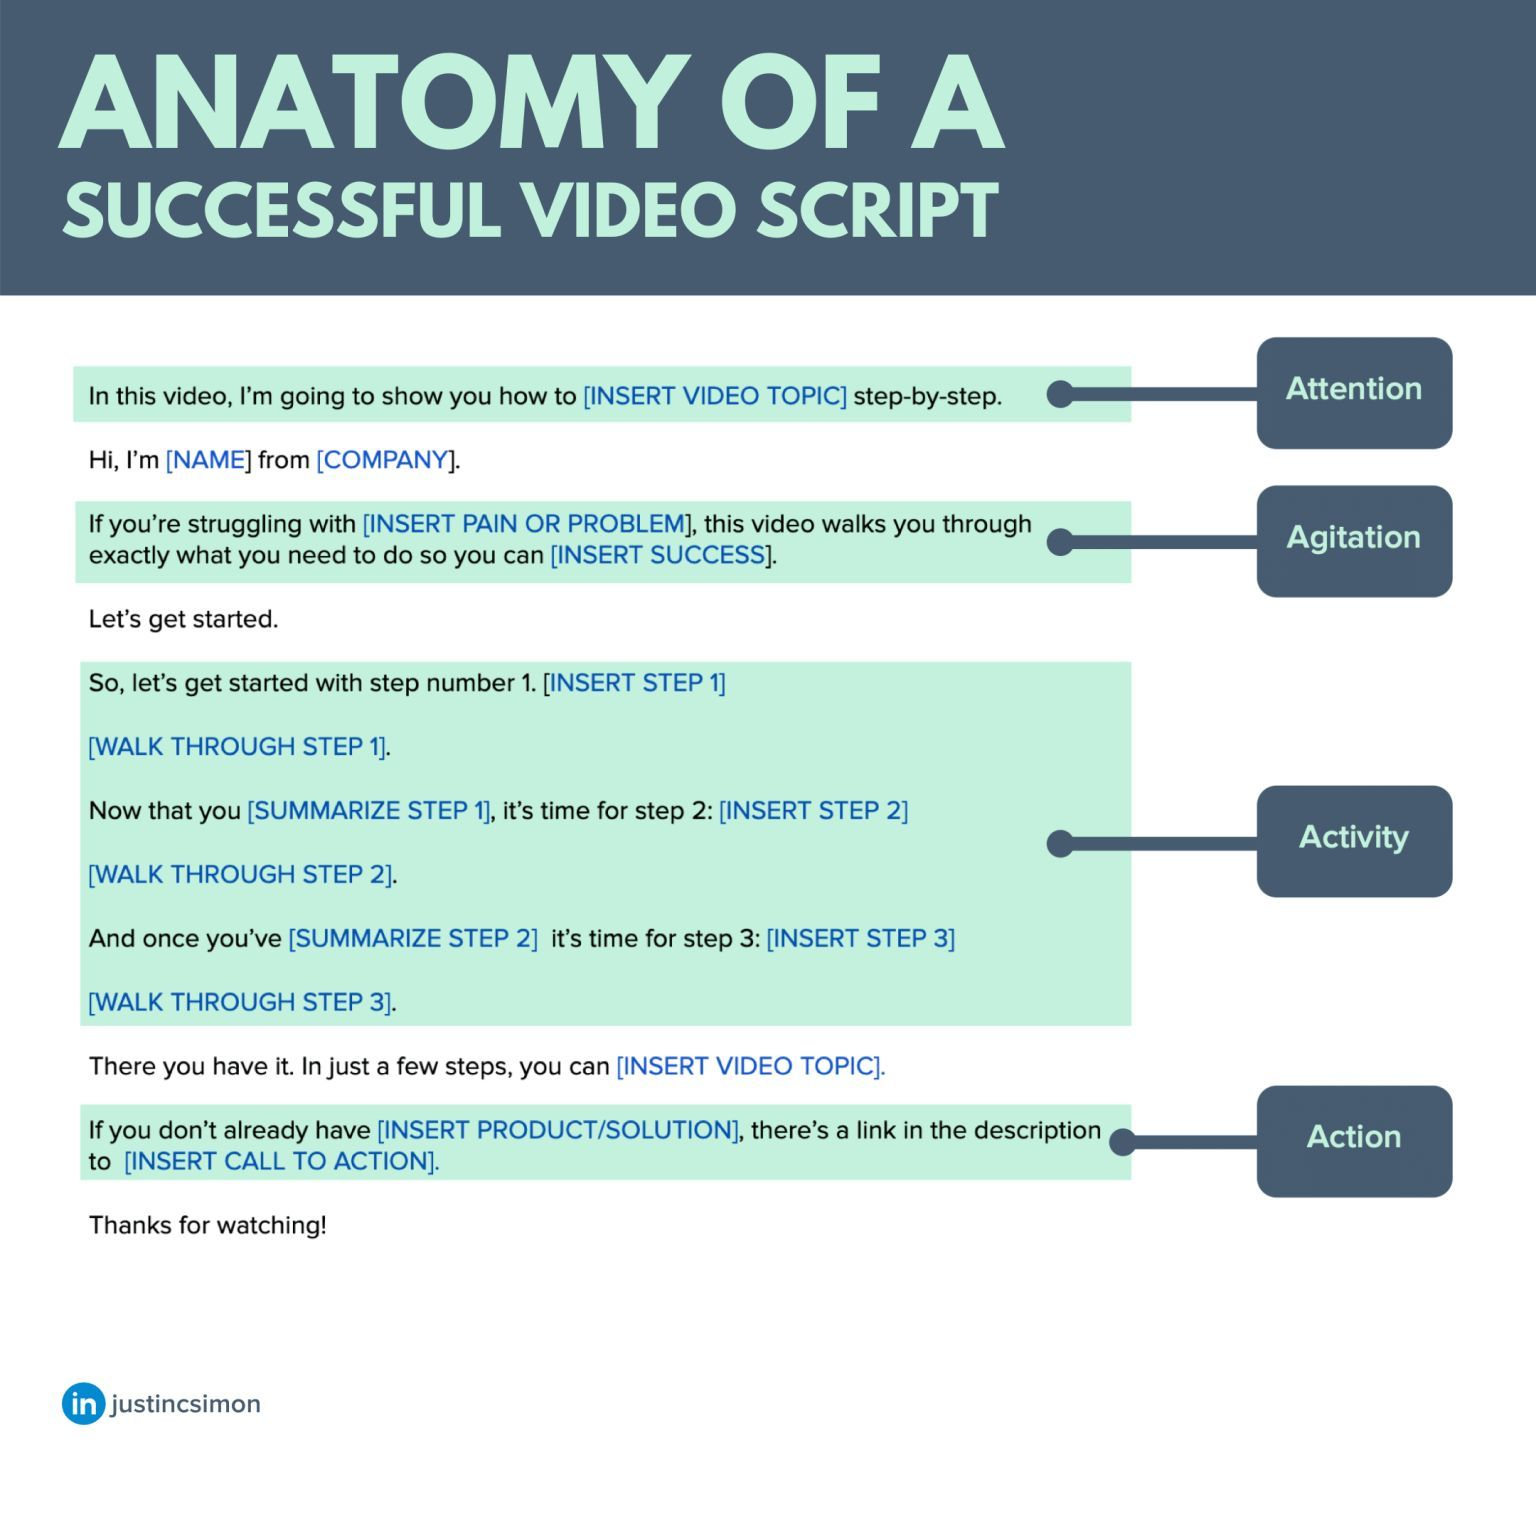 ANATOMY OF A
SUCCESSFUL VIDEO SCRIPT
In this video, I’m going to show you how to [INSERT VIDEO TOPIC] step-by-step.
Attention
Hi, I’m [NAME] from [COMPANY].
If you’re struggling with [INSERT PAIN OR PROBLEM], this video walks you through
exactly what you need to do so you can [INSERT SUCCESS].
Agitation
Let’s get started.
So, let’s get started with step number 1. [INSERT STEP 1]
[WALK THROUGH STEP 1].
Now that you [SUMMARIZE STEP 1], it’s time for step 2: [INSERT STEP 2]
[WALK THROUGH STEP 2].
And once you’ve [SUMMARIZE STEP 2]  it’s time for step 3: [INSERT STEP 3]
[WALK THROUGH STEP 3].
Activity
There you have it. In just a few steps, you can [INSERT VIDEO TOPIC].
If you don’t already have [INSERT PRODUCT/SOLUTION], there’s a link in the description
to  [INSERT CALL TO ACTION].
Action
Thanks for watching!
in justincsimon